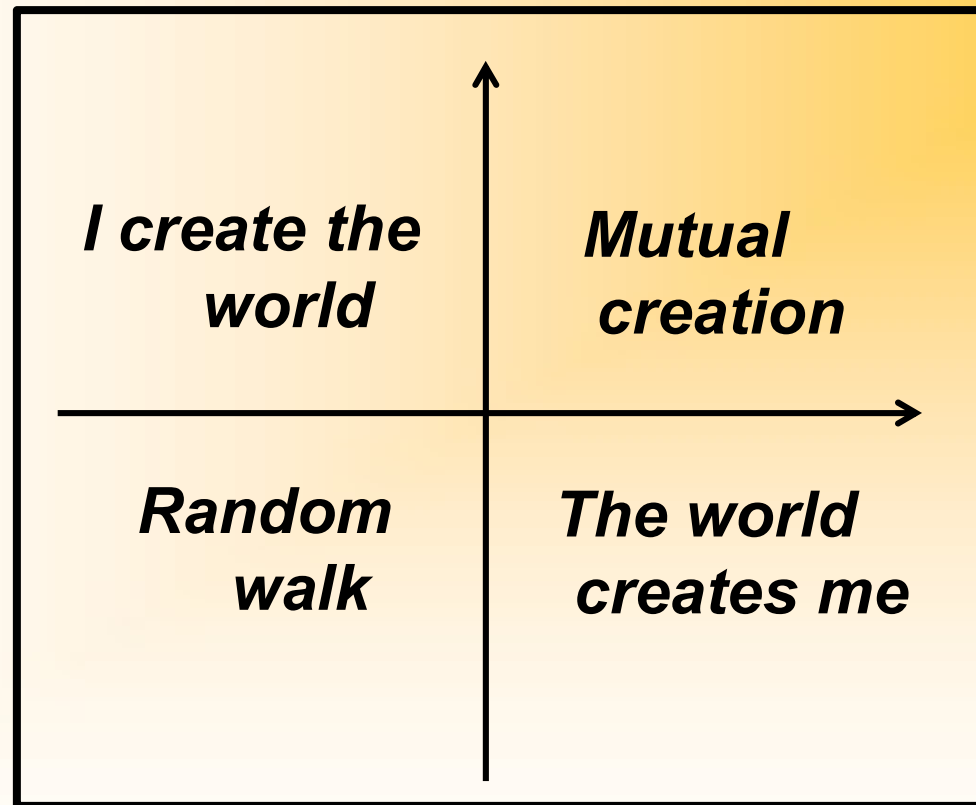 I create the
world
Mutual
creation
Random
walk
The world
creates me